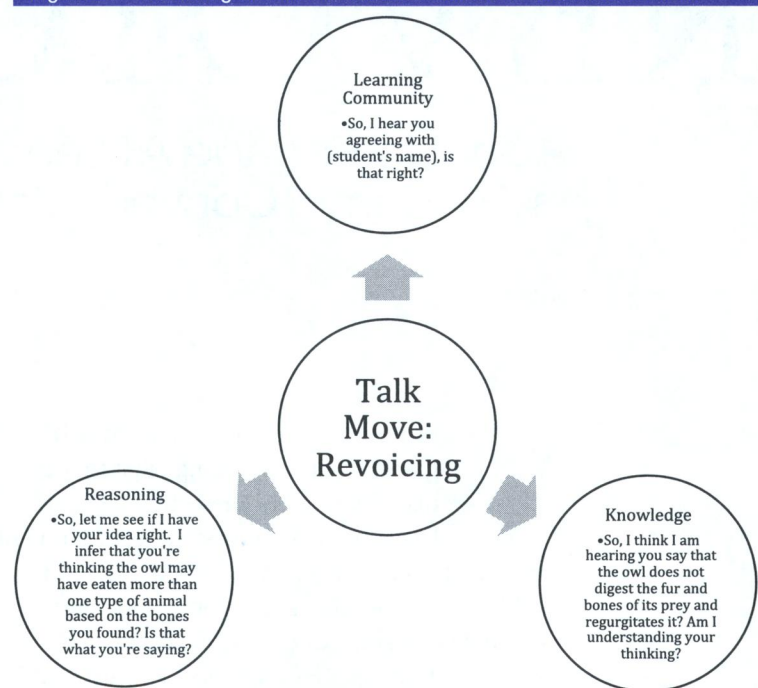 Learning
Community
•So, I hear you
agreeing with
(student's name), is
that right?
Talk
Move:
Revoicing
Reasoning
•So, let me see if I have
your idea right. I
infer that you're
thinking the owl may
have eaten more than
one type of animal
based on the bones
you found? Is that
what you're saying?
Knowledge
•So, I think I am
hearing you say that
the owl does not
digest the fur and
bones of its prey and
regurgitates it? Am I
understanding your
thinking?